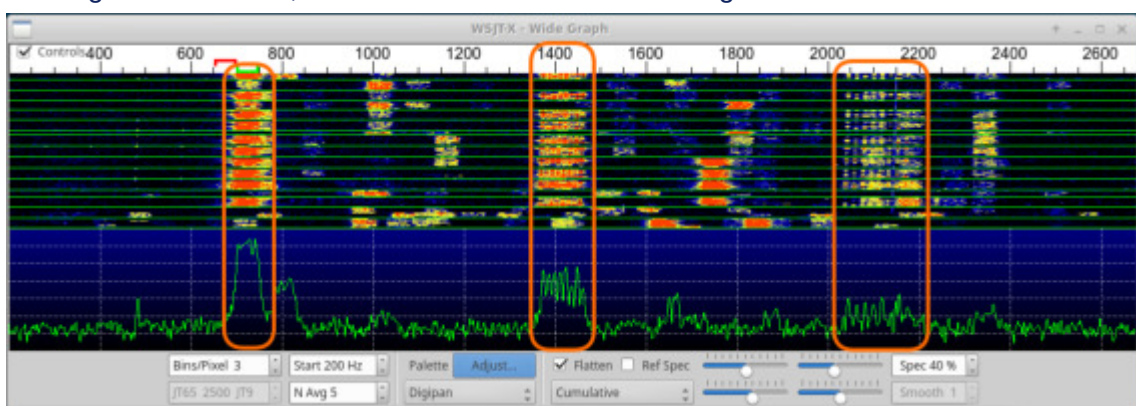 WSJT-X - Wide Graph
Controls 400 600 800 1000 1200 1400 1600 1800 2000 2200 2400 2600
Bins/Pixel 3 Start 200 Hz Palette Adjust... Flatten Ref Spec Spec 40 %
JT65 2500 JT9 N Avg 5 Digipan Cumulative Smooth 1